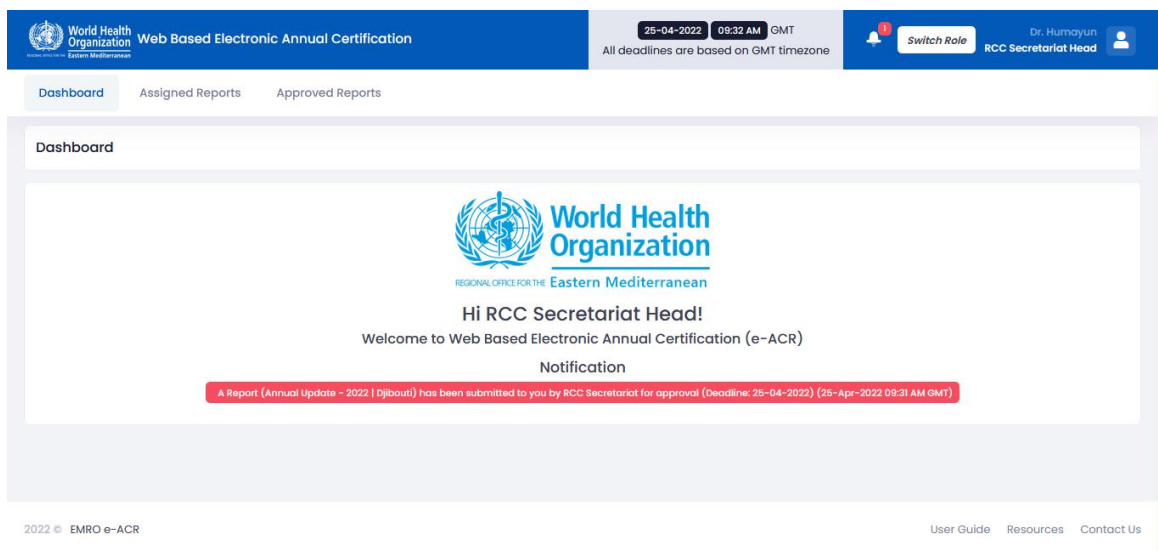 World Health
Organization
REGIONAL OFFICE FOR THE Eastern Mediterranean
Web Based Electronic Annual Certification
25-04-2022 09:32 AM GMT
All deadlines are based on GMT timezone
1
Switch Role
Dr. Humayun
RCC Secretariat Head
Dashboard Assigned Reports Approved Reports
Dashboard
World Health
Organization
REGIONAL OFFICE FOR THE Eastern Mediterranean
Hi RCC Secretariat Head!
Welcome to Web Based Electronic Annual Certification (e-ACR)
Notification
A Report (Annual Update - 2022 | Djibouti) has been submitted to you by RCC Secretariat for approval (Deadline: 25-04-2022) (25-Apr-2022 09:31 AM GMT)
2022 © EMRO e-ACR
User Guide Resources Contact Us